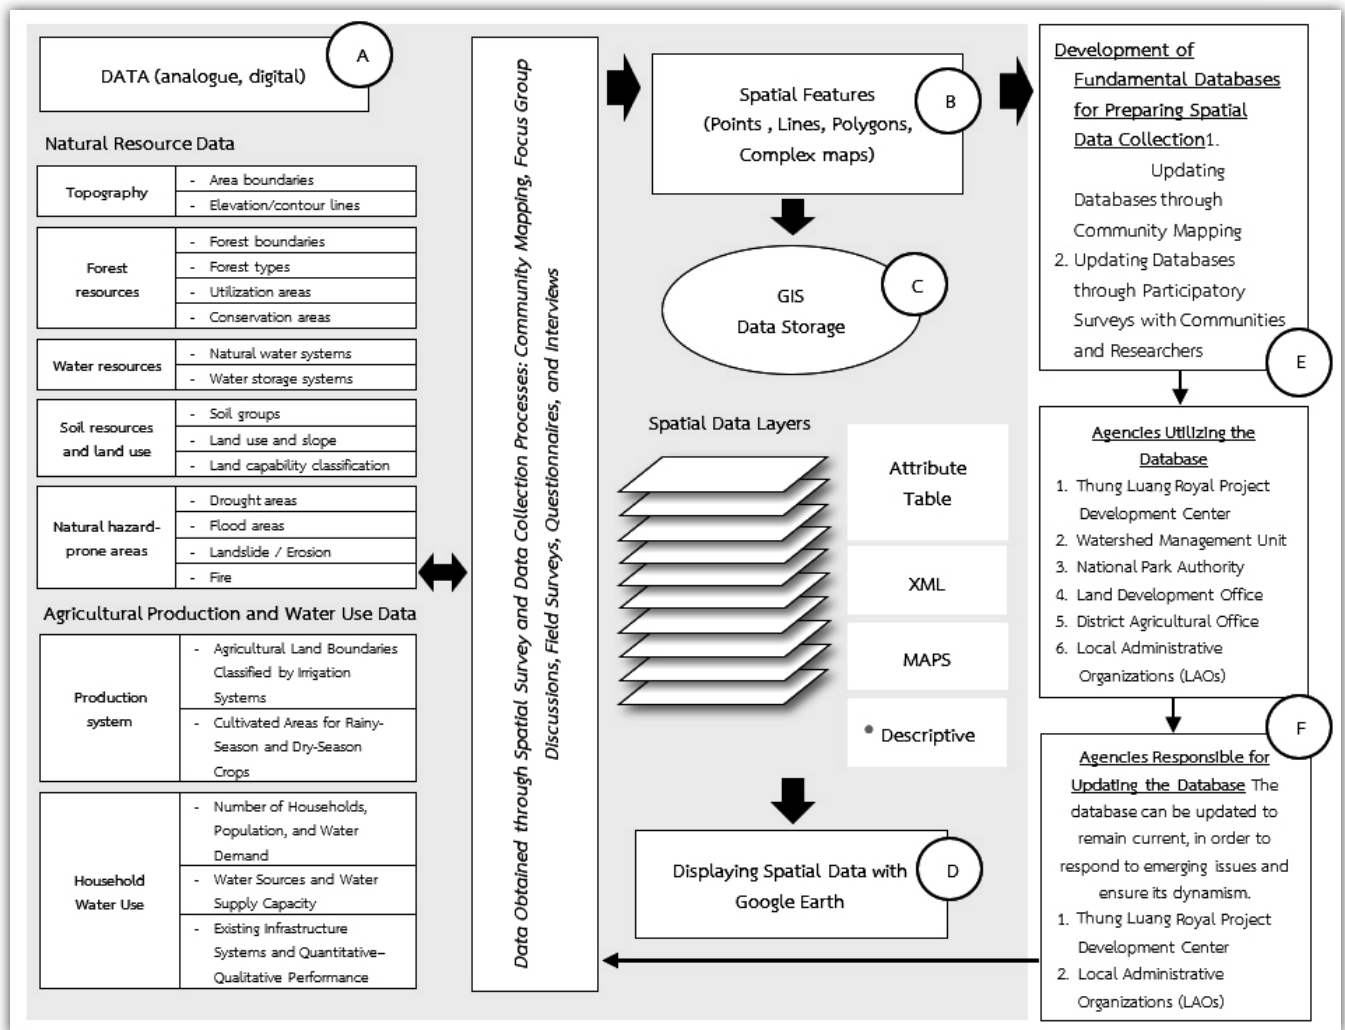 A
DATA (analogue, digital)
Natural Resource Data
Topography
- Area boundaries
- Elevation/contour lines
Forest
resources
- Forest boundaries
- Forest types
- Utilization areas
- Conservation areas
Water resources
- Natural water systems
- Water storage systems
Soil resources
and land use
- Soil groups
- Land use and slope
- Land capability classification
Natural hazard-
prone areas
- Drought areas
- Flood areas
- Landslide / Erosion
- Fire
Agricultural Production and Water Use Data
Production
system
- Agricultural Land Boundaries
Classified by Irrigation
Systems
- Cultivated Areas for Rainy-
Season and Dry-Season
Crops
Household
Water Use
- Number of Households,
Population, and Water
Demand
- Water Sources and Water
Supply Capacity
- Existing Infrastructure
Systems and Quantitative–
Qualitative Performance
Data Obtained through Spatial Survey and Data Collection Processes: Community Mapping, Focus Group
Discussions, Field Surveys, Questionnaires, and Interviews
B
Spatial Features
(Points , Lines, Polygons,
Complex maps)
C
GIS
Data Storage
Spatial Data Layers
Attribute
Table
XML
MAPS
• Descriptive
D
Displaying Spatial Data with
Google Earth
Development of
Fundamental Databases
for Preparing Spatial
Data Collection1.
Updating
Databases through
Community Mapping
2. Updating Databases
through Participatory
Surveys with Communities
and Researchers
E
Agencies Utilizing the
Database
1. Thung Luang Royal Project
Development Center
2. Watershed Management Unit
3. National Park Authority
4. Land Development Office
5. District Agricultural Office
6. Local Administrative
Organizations (LAOs)
F
Agencies Responsible for
Updating the Database The
database can be updated to
remain current, in order to
respond to emerging issues and
ensure its dynamism.
1. Thung Luang Royal Project
Development Center
2. Local Administrative
Organizations (LAOs)